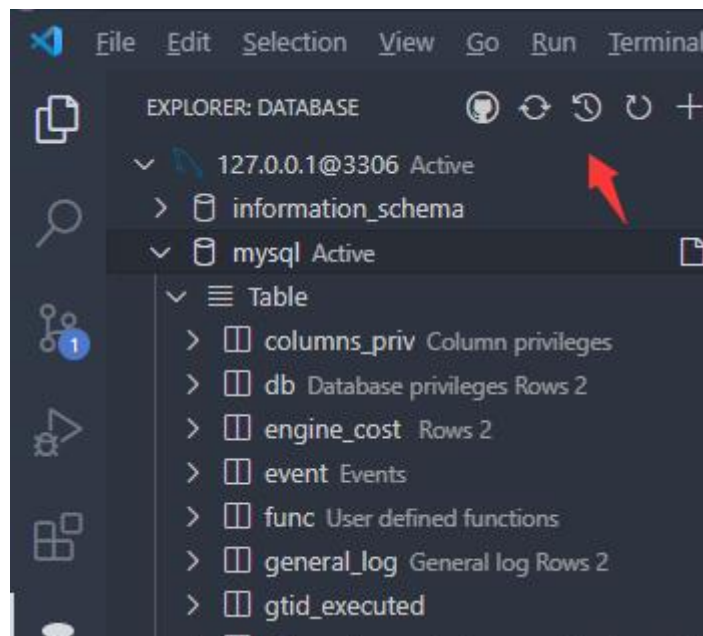 File Edit Selection View Go Run Terminal
EXPLORER: DATABASE
127.0.0.1@3306 Active
information_schema
mysql Active
Table
columns_priv Column privileges
db Database privileges Rows 2
engine_cost Rows 2
event Events
func User defined functions
general_log General log Rows 2
gtid_executed
1